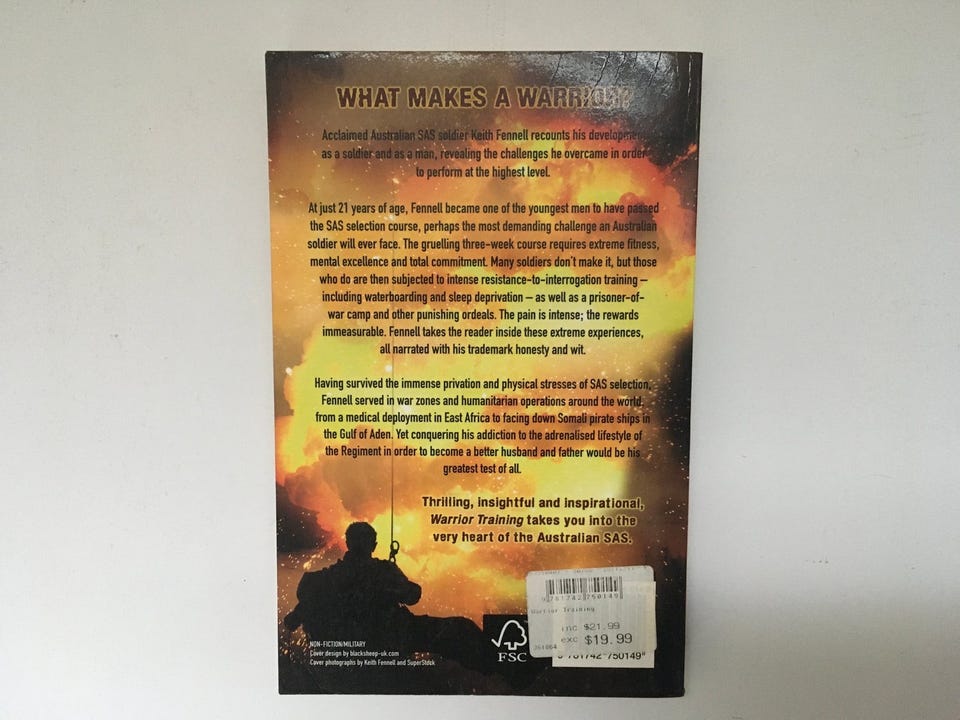 WHAT MAKES A WARRIOR?
Acclaimed Australian SAS soldier Keith Fennell recounts his development
as a soldier and as a man, revealing the challenges he overcame in order
to perform at the highest level.
At just 21 years of age, Fennell became one of the youngest men to have passed
the SAS selection course, perhaps the most demanding challenge an Australian
soldier will ever face. The gruelling three-week course requires extreme fitness,
mental excellence and total commitment. Many soldiers don't make it, but those
who do are then subjected to intense resistance-to-interrogation training –
including waterboarding and sleep deprivation – as well as a prisoner-of-
war camp and other punishing ordeals. The pain is intense; the rewards
immeasurable. Fennell takes the reader inside these extreme experiences,
all narrated with his trademark honesty and wit.
Having survived the immense privation and physical stresses of SAS selection,
Fennell served in war zones and humanitarian operations around the world,
from a medical deployment in East Africa to facing down Somali pirate ships in
the Gulf of Aden. Yet conquering his addiction to the adrenalised lifestyle of
the Regiment in order to become a better husband and father would be his
greatest test of all.
Thrilling, insightful and inspirational,
Warrior Training takes you into the
very heart of the Australian SAS.
9 781742 750149
Warrior Training
inc $21.99
exc $19.99
261064
9 781742 750149
FSC
NON-FICTION/MILITARY
Cover design by blacksheep-uk.com
Cover photographs by Keith Fennell and SuperStock